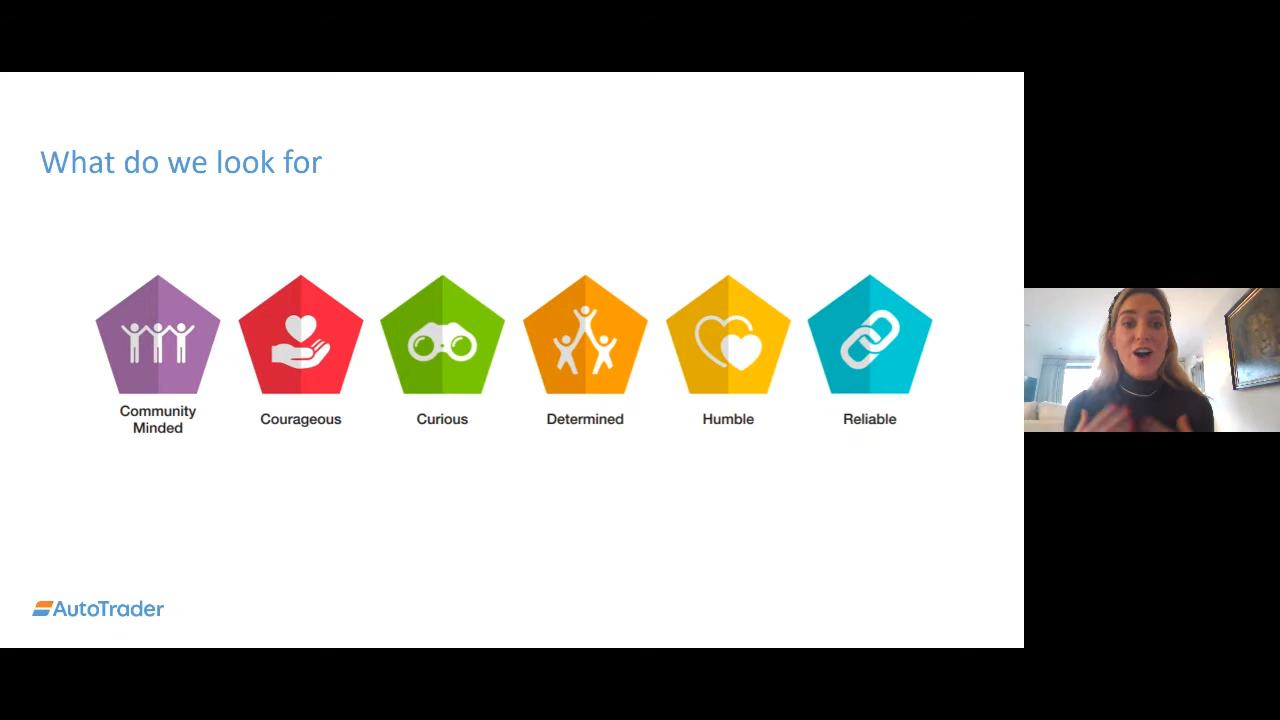 What do we look for
Community
Minded
Courageous
Curious
Determined
Humble
Reliable
AutoTrader